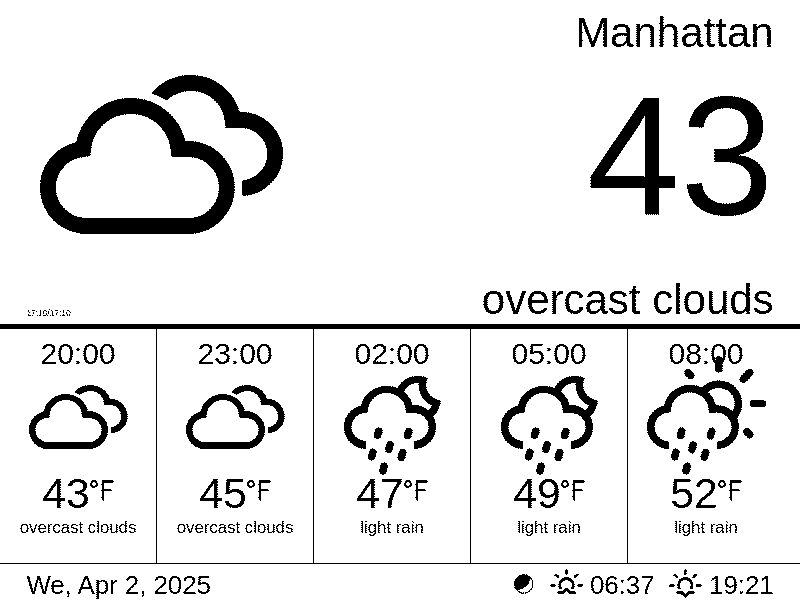 Manhattan
43
overcast clouds
20:00 23:00 02:00 05:00 08:00
43°F 45°F 47°F 49°F 52°F
overcast clouds overcast clouds light rain light rain light rain
We, Apr 2, 2025 06:37 19:21